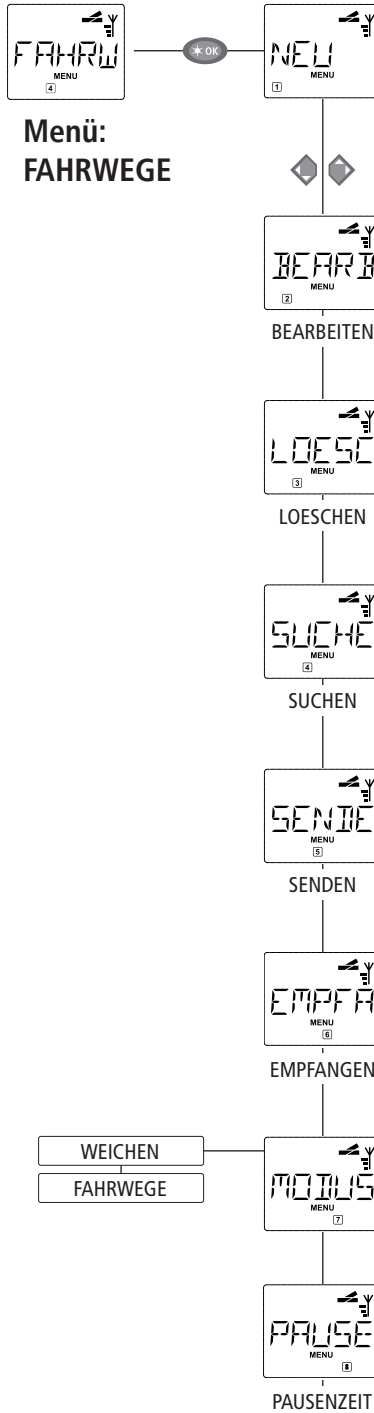 FAHRW
MENU
4
OK
NEU
MENU
1
Menü:
FAHRWEGE
BEARB
MENU
2
BEARBEITEN
LOESC
MENU
3
LOESCHEN
SUCHE
MENU
4
SUCHEN
SENDE
MENU
5
SENDEN
EMPFA
MENU
6
EMPFANGEN
WEICHEN
FAHRWEGE
MODUS
MENU
7
PAUSE
MENU
8
PAUSENZEIT